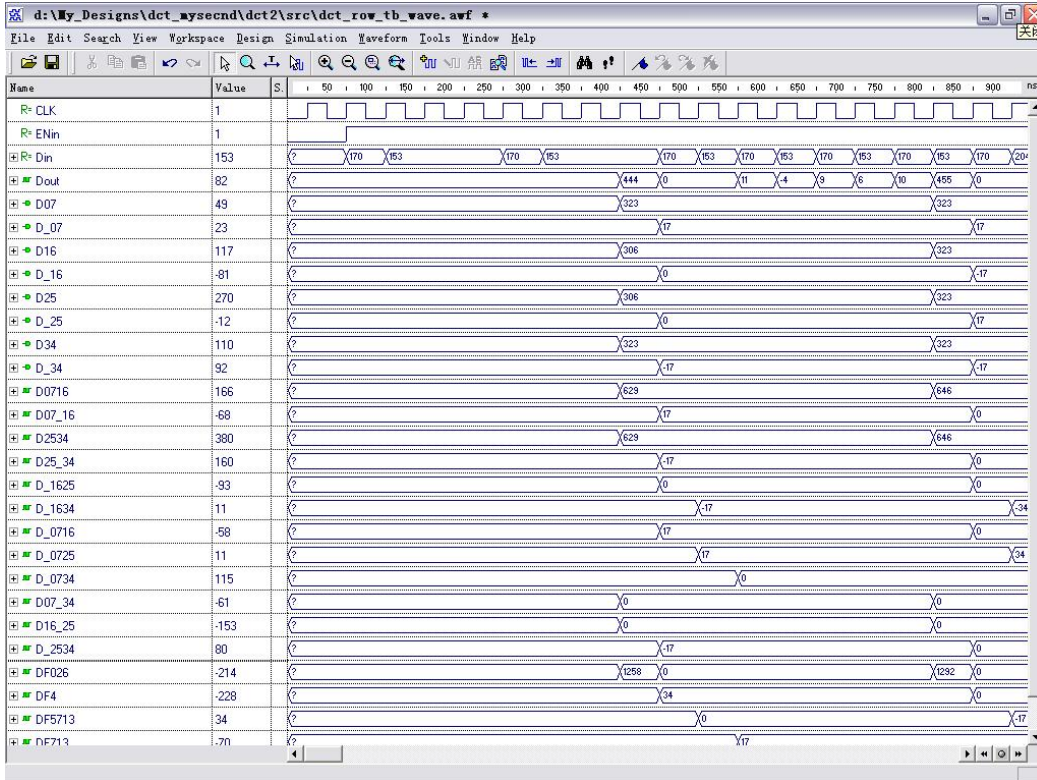 d:\My_Designs\dct_mysecnd\dct2\src\dct_row_tb_wave.awf *
关闭
File Edit Search View Workspace Design Simulation Waveform Tools Window Help
Name Value S. 50 100 150 200 250 300 350 400 450 500 550 600 650 700 750 800 850 900 ns
R= CLK 1
R= ENin 1
R= Din 153 ? 170 153 170 153 170 153 170 153 170 153 170 153 170 204
Dout 82 ? 444 0 11 -4 9 6 10 455 0
D07 49 ? 323 323
D_07 23 ? 17 17
D16 117 ? 306 323
D_16 -81 ? 0 -17
D25 270 ? 306 323
D_25 -12 ? 0 17
D34 110 ? 323 323
D_34 92 ? -17 -17
D0716 166 ? 629 646
D07_16 -68 ? 17 0
D2534 380 ? 629 646
D25_34 160 ? -17 0
D_1625 -93 ? 0 0
D_1634 11 ? -17 -34
D_0716 -58 ? 17 0
D_0725 11 ? 17 34
D_0734 115 ? 0
D07_34 -61 ? 0 0
D16_25 -153 ? 0 0
D_2534 80 ? -17 0
DF026 -214 ? 1258 0 1292 0
DF4 -228 ? 34 0
DF5713 34 ? 0 -17
DF713 -70 ? 17